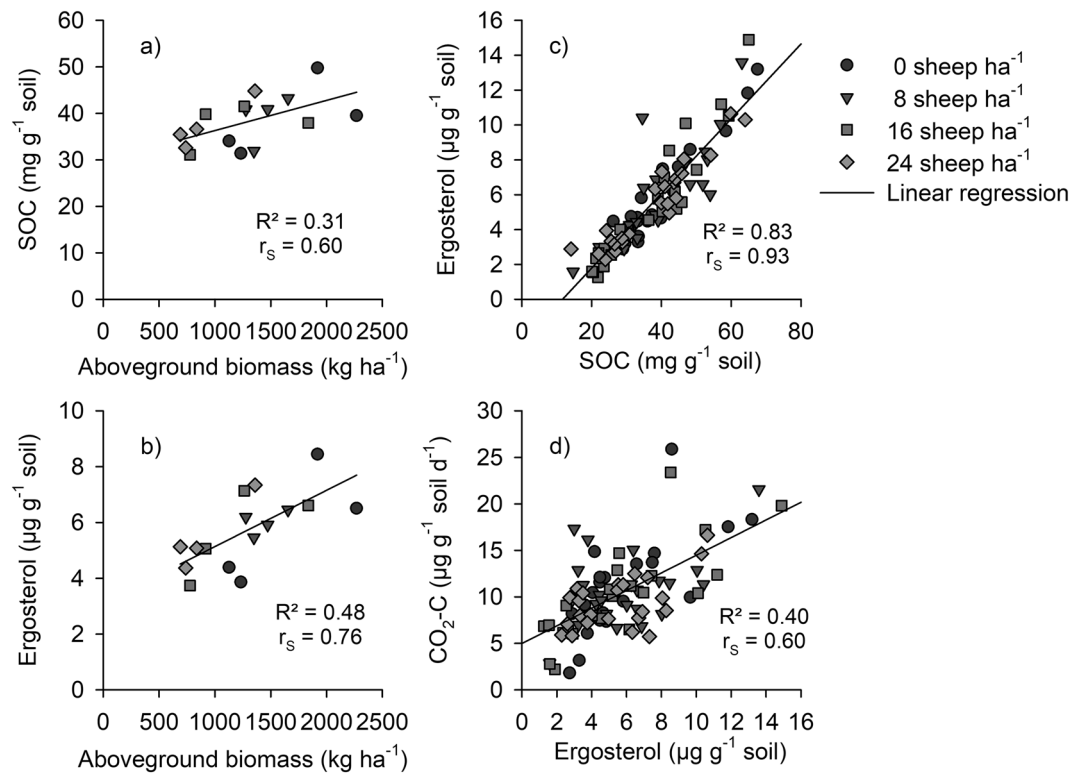 a)
SOC (mg g⁻¹ soil)
60
50
40
30
20
10
0
R² = 0.31
rS = 0.60
0 500 1000 1500 2000 2500
Aboveground biomass (kg ha⁻¹)
c)
Ergosterol (µg g⁻¹ soil)
16
14
12
10
8
6
4
2
0
R² = 0.83
rS = 0.93
0 20 40 60 80
SOC (mg g⁻¹ soil)
0 sheep ha⁻¹
8 sheep ha⁻¹
16 sheep ha⁻¹
24 sheep ha⁻¹
Linear regression
b)
Ergosterol (µg g⁻¹ soil)
10
8
6
4
2
0
R² = 0.48
rS = 0.76
0 500 1000 1500 2000 2500
Aboveground biomass (kg ha⁻¹)
d)
CO₂-C (µg g⁻¹ soil d⁻¹)
30
25
20
15
10
5
0
R² = 0.40
rS = 0.60
0 2 4 6 8 10 12 14 16
Ergosterol (µg g⁻¹ soil)